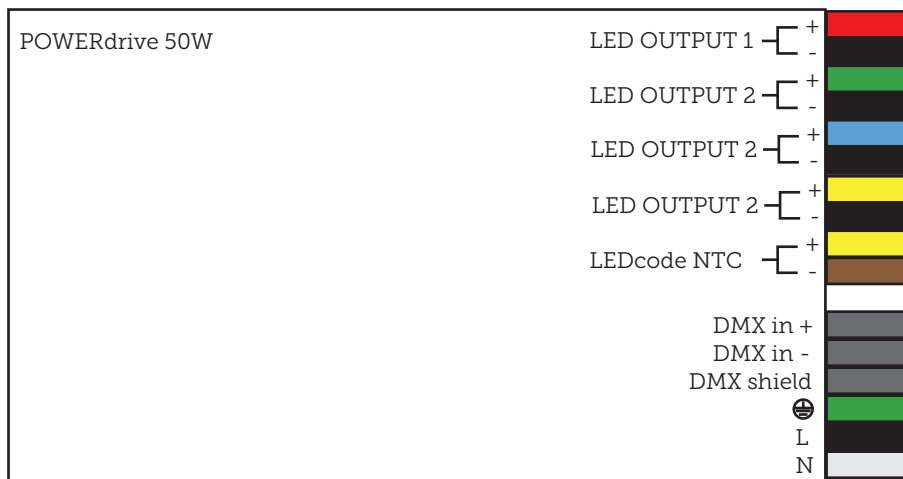 POWERdrive 50W
LED OUTPUT 1 + -
LED OUTPUT 2 + -
LED OUTPUT 2 + -
LED OUTPUT 2 + -
LEDcode NTC + -
DMX in +
DMX in -
DMX shield
L
N